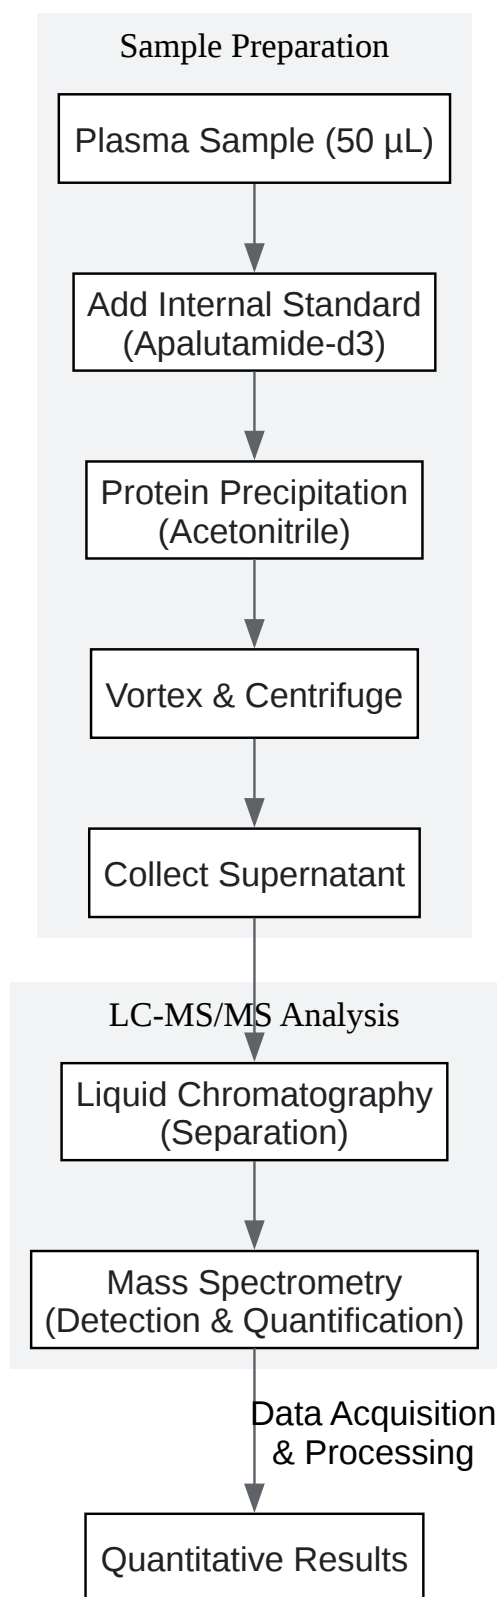 Sample Preparation
Plasma Sample (50 µL)
Add Internal Standard
(Apalutamide-d3)
Protein Precipitation
(Acetonitrile)
Vortex & Centrifuge
Collect Supernatant
LC-MS/MS Analysis
Liquid Chromatography
(Separation)
Mass Spectrometry
(Detection & Quantification)
Data Acquisition
& Processing
Quantitative Results